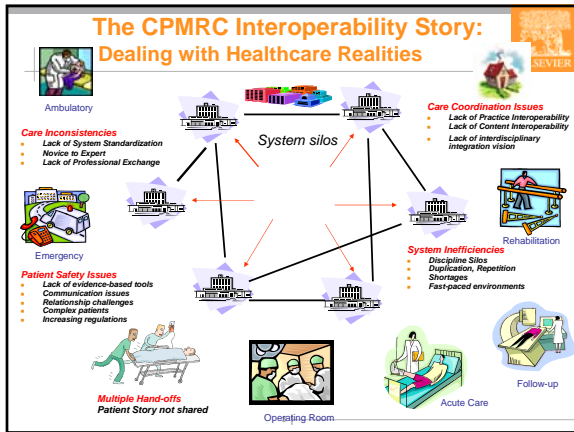 The CPMRC Interoperability Story:
Dealing with Healthcare Realities
SEVIER
Ambulatory
System silos
Care Inconsistencies
Lack of System Standardization
Novice to Expert
Lack of Professional Exchange
Care Coordination Issues
Lack of Practice Interoperability
Lack of Content Interoperability
Lack of interdisciplinary
integration vision
Emergency
Rehabilitation
Patient Safety Issues
Lack of evidence-based tools
Communication issues
Relationship challenges
Complex patients
Increasing regulations
System Inefficiencies
Discipline Silos
Duplication, Repetition
Shortages
Fast-paced environments
Multiple Hand-offs
Patient Story not shared
Operating Room
Acute Care
Follow-up